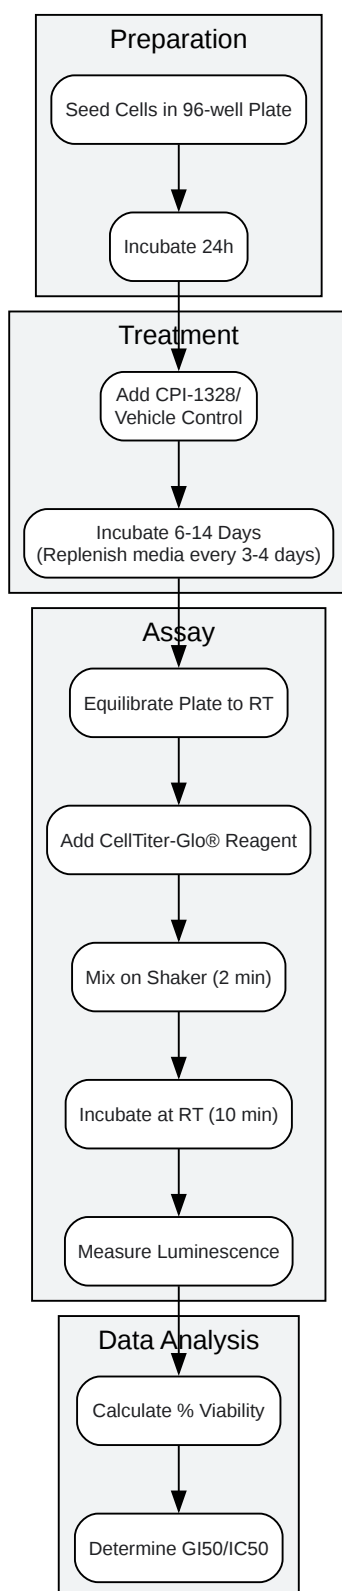 Preparation
Seed Cells in 96-well Plate
Incubate 24h
Treatment
Add CPI-1328/
Vehicle Control
Incubate 6-14 Days
(Replenish media every 3-4 days)
Assay
Equilibrate Plate to RT
Add CellTiter-Glo® Reagent
Mix on Shaker (2 min)
Incubate at RT (10 min)
Measure Luminescence
Data Analysis
Calculate % Viability
Determine GI50/IC50